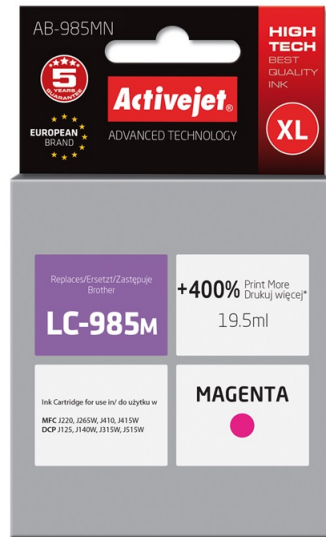 AB-985MN
HIGH
TECH
BEST
QUALITY
INK
5
YEARS
GUARANTEE
Activejet®
EUROPEAN
BRAND
ADVANCED TECHNOLOGY
XL
Replaces/Ersetzt/Zastępuje
Brother
LC-985M
+400% Print More
Drukuj więcej*
19.5ml
Ink Cartridge for use in/ do użytku w
MFC J220, J265W, J410, J415W
DCP J125, J140W, J315W, J515W
MAGENTA